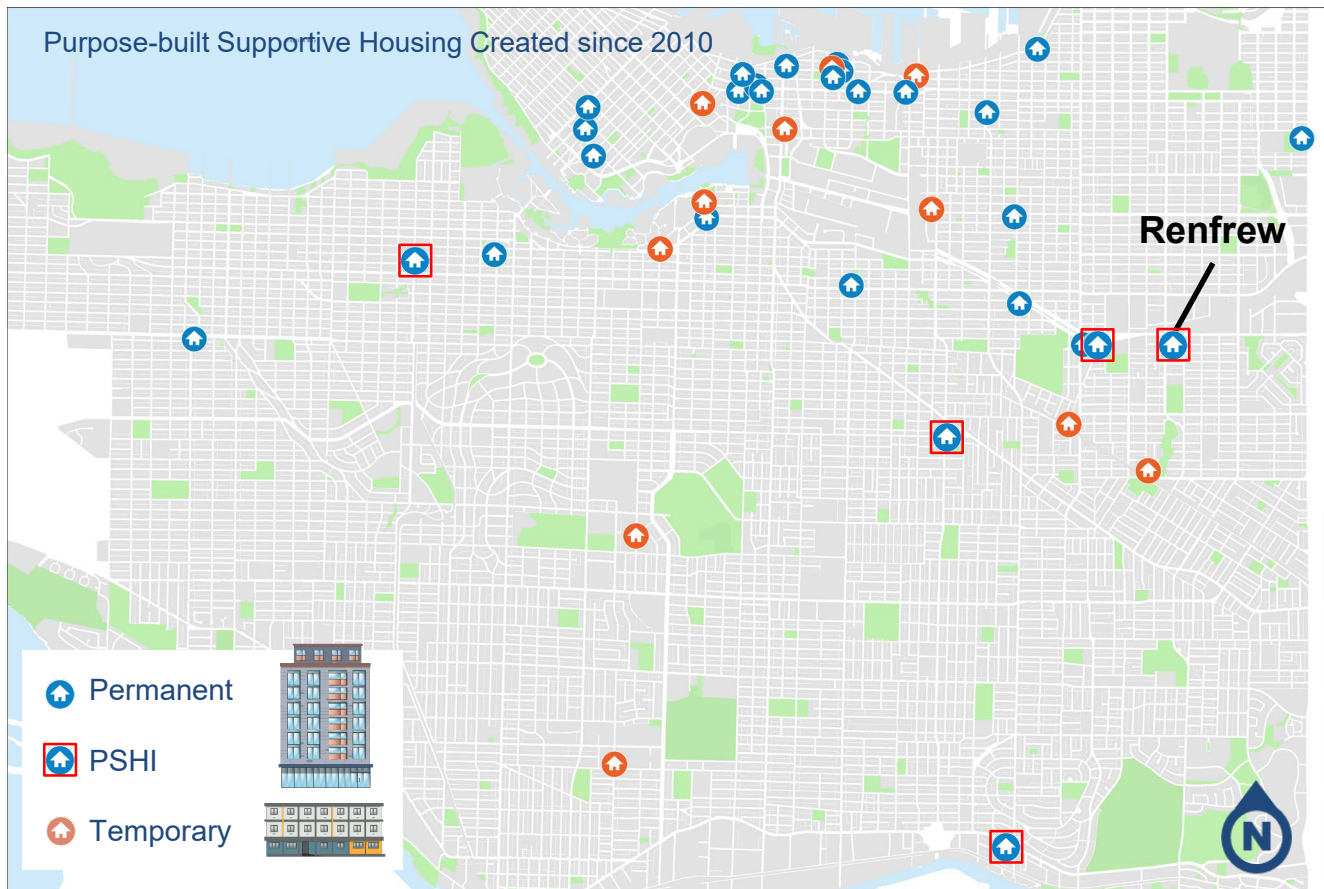 Purpose-built Supportive Housing Created since 2010
Renfrew
Permanent
PSHI
Temporary
N